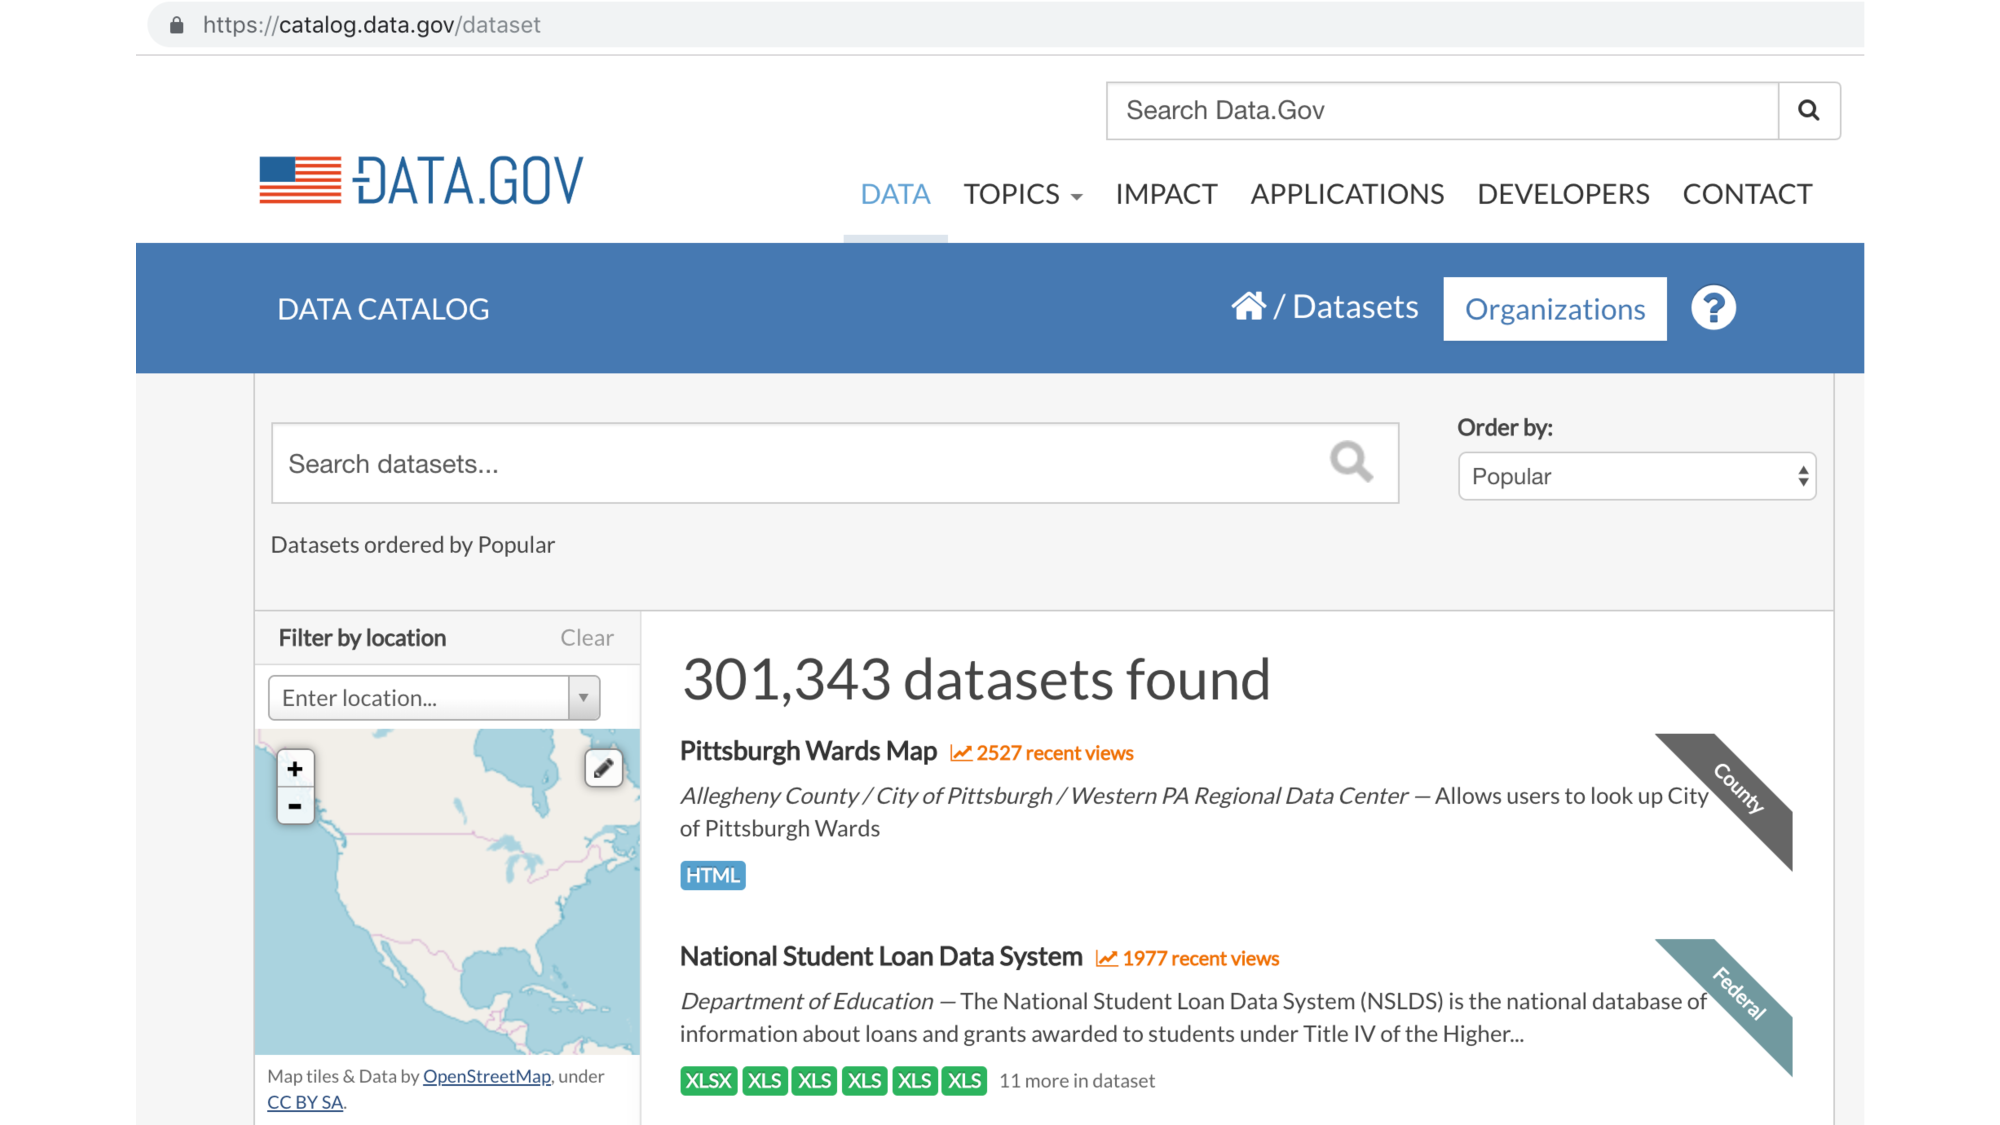 https://catalog.data.gov/dataset
Search Data.Gov
DATA.GOV
DATA TOPICS IMPACT APPLICATIONS DEVELOPERS CONTACT
DATA CATALOG
/ Datasets Organizations ?
Order by:
Search datasets...
Popular
Datasets ordered by Popular
Filter by location Clear
Enter location...
+
-
Map tiles & Data by OpenStreetMap, under
CC BY SA.
301,343 datasets found
Pittsburgh Wards Map 2527 recent views
County
Allegheny County / City of Pittsburgh / Western PA Regional Data Center — Allows users to look up City
of Pittsburgh Wards
HTML
National Student Loan Data System 1977 recent views
Federal
Department of Education — The National Student Loan Data System (NSLDS) is the national database of
information about loans and grants awarded to students under Title IV of the Higher...
XLSX XLS XLS XLS XLS XLS 11 more in dataset